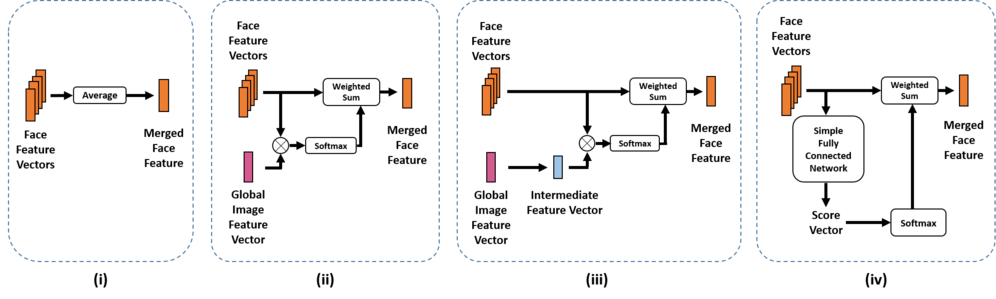 Average
Face
Feature
Vectors
Merged
Face
Feature
(i)
Face
Feature
Vectors
Weighted
Sum
Softmax
Merged
Face
Feature
Global
Image
Feature
Vector
(ii)
Face
Feature
Vectors
Weighted
Sum
Softmax
Merged
Face
Feature
Global
Image
Feature
Vector
Intermediate
Feature Vector
(iii)
Face
Feature
Vectors
Weighted
Sum
Merged
Face
Feature
Simple
Fully
Connected
Network
Score
Vector
Softmax
(iv)